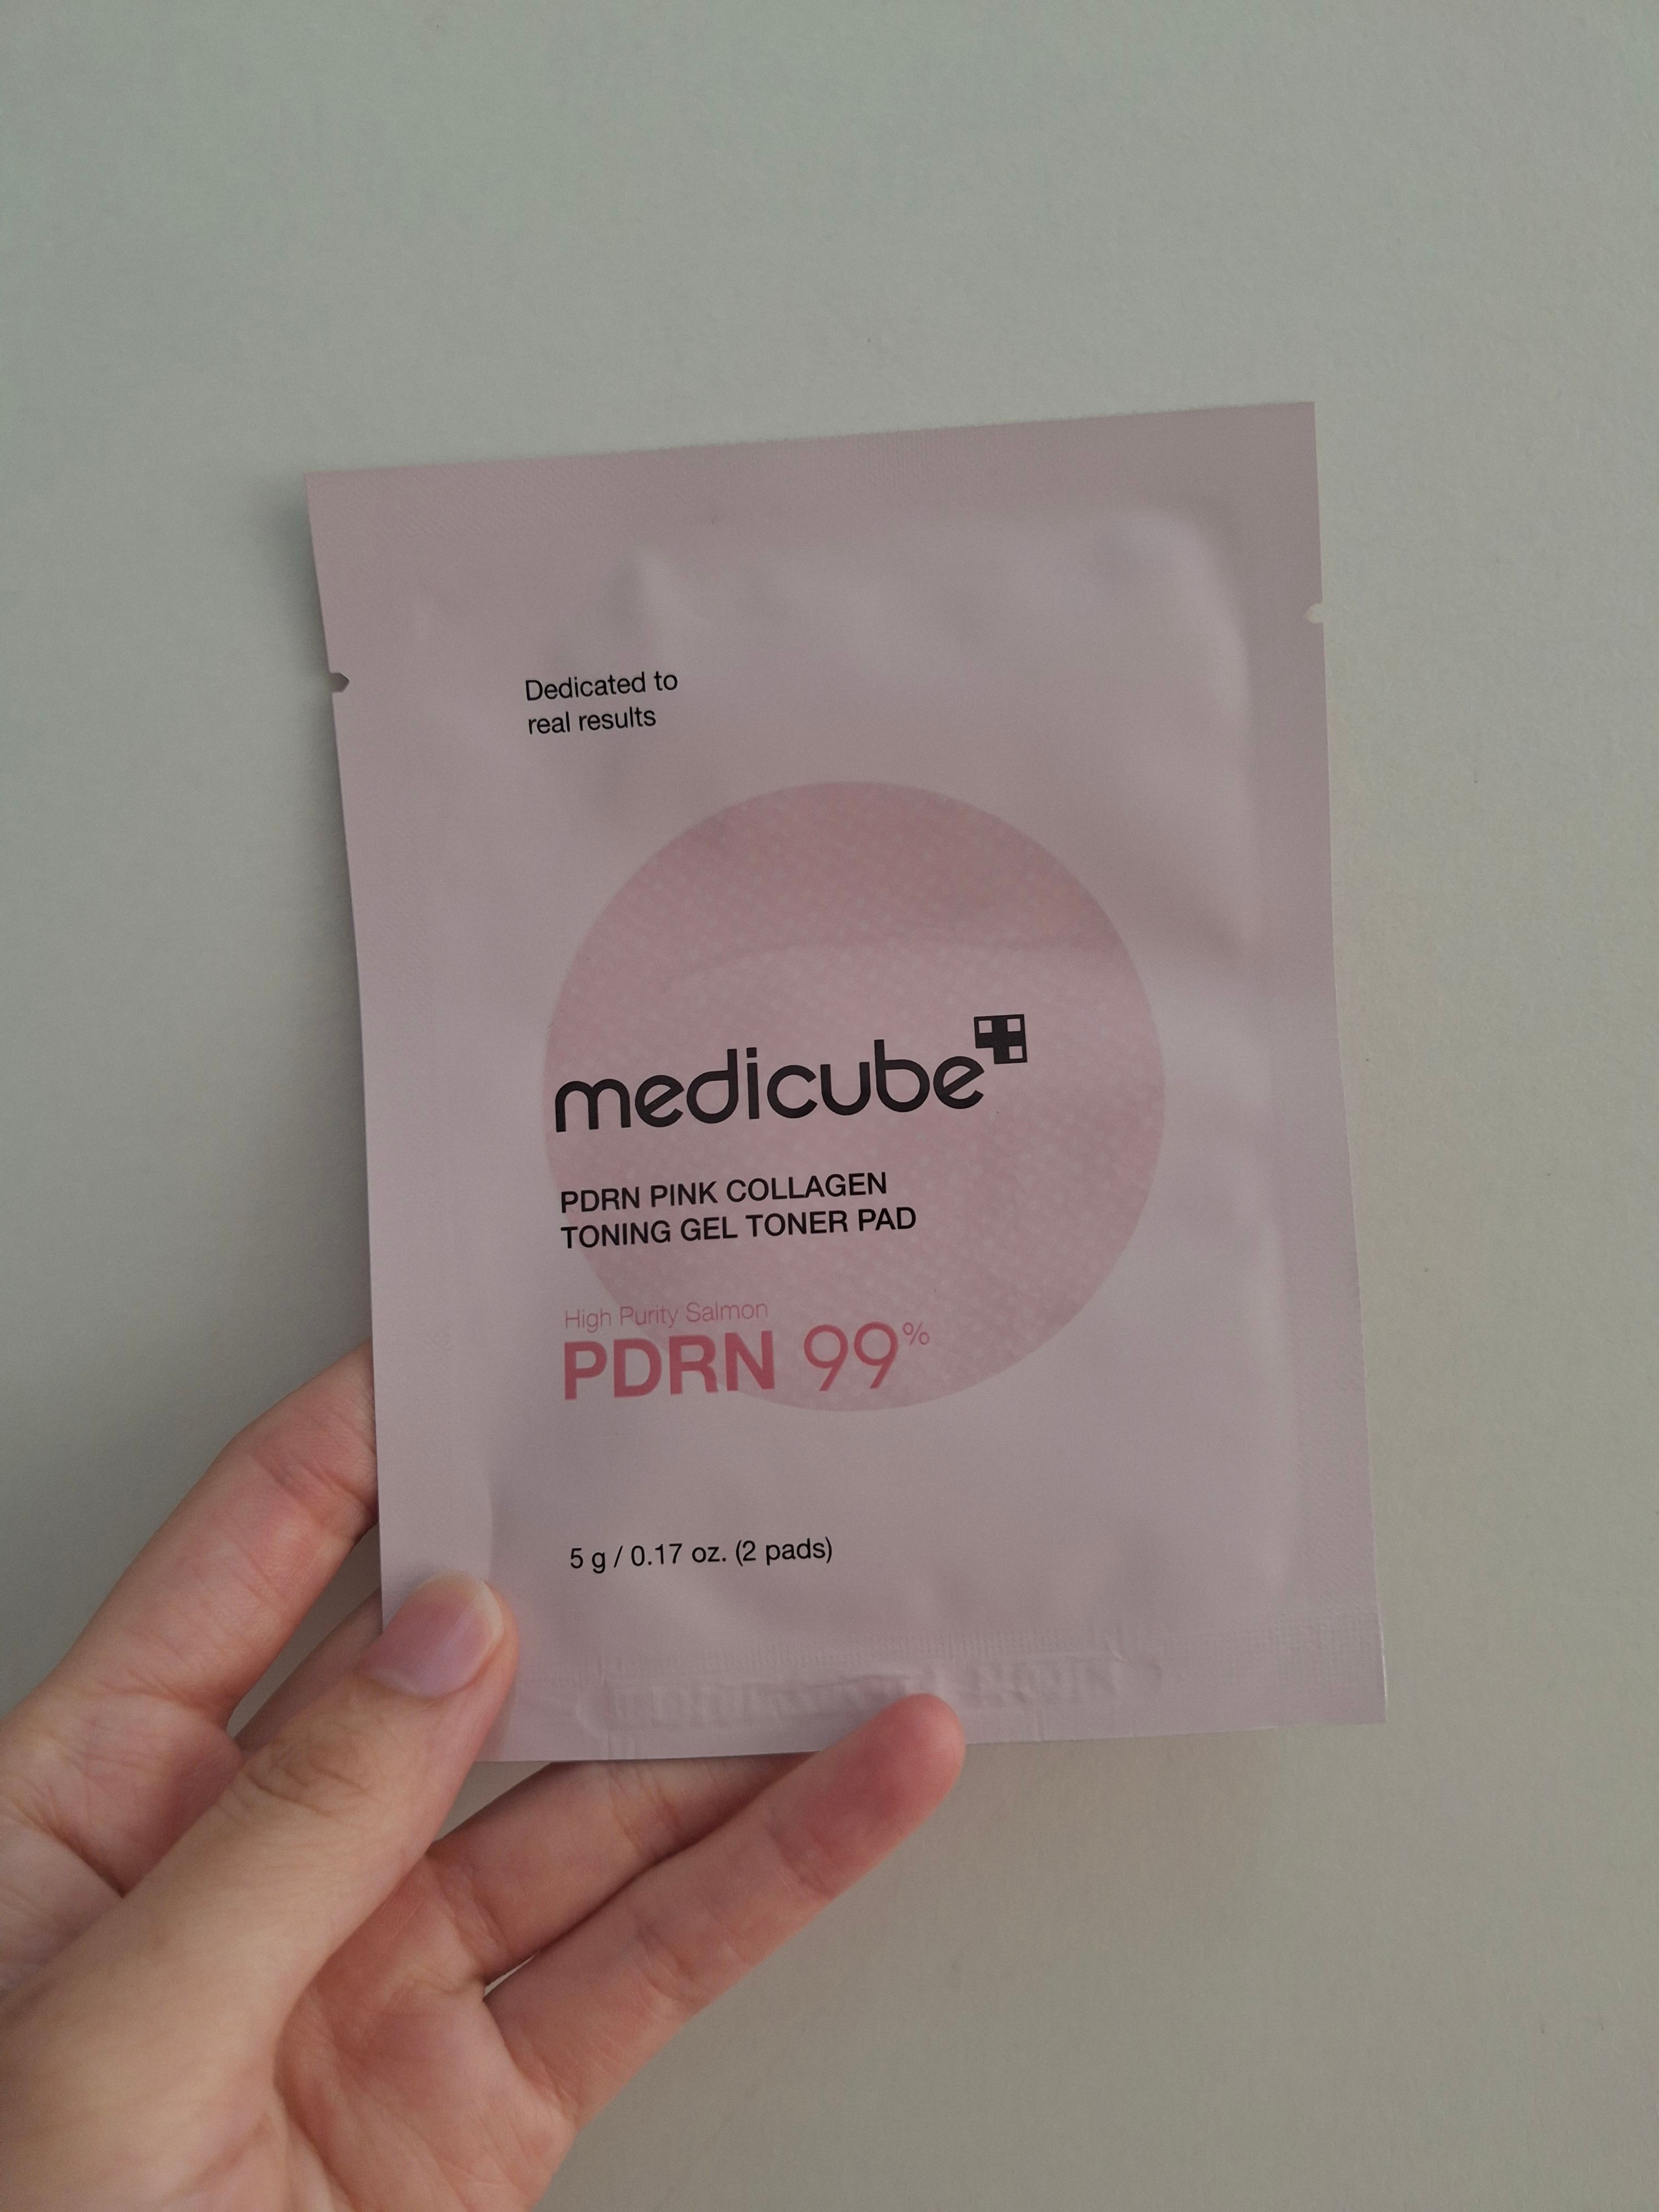 Dedicated to
real results
medicube
PDRN PINK COLLAGEN
TONING GEL TONER PAD
High Purity Salmon
PDRN 99%
5 g / 0.17 oz. (2 pads)